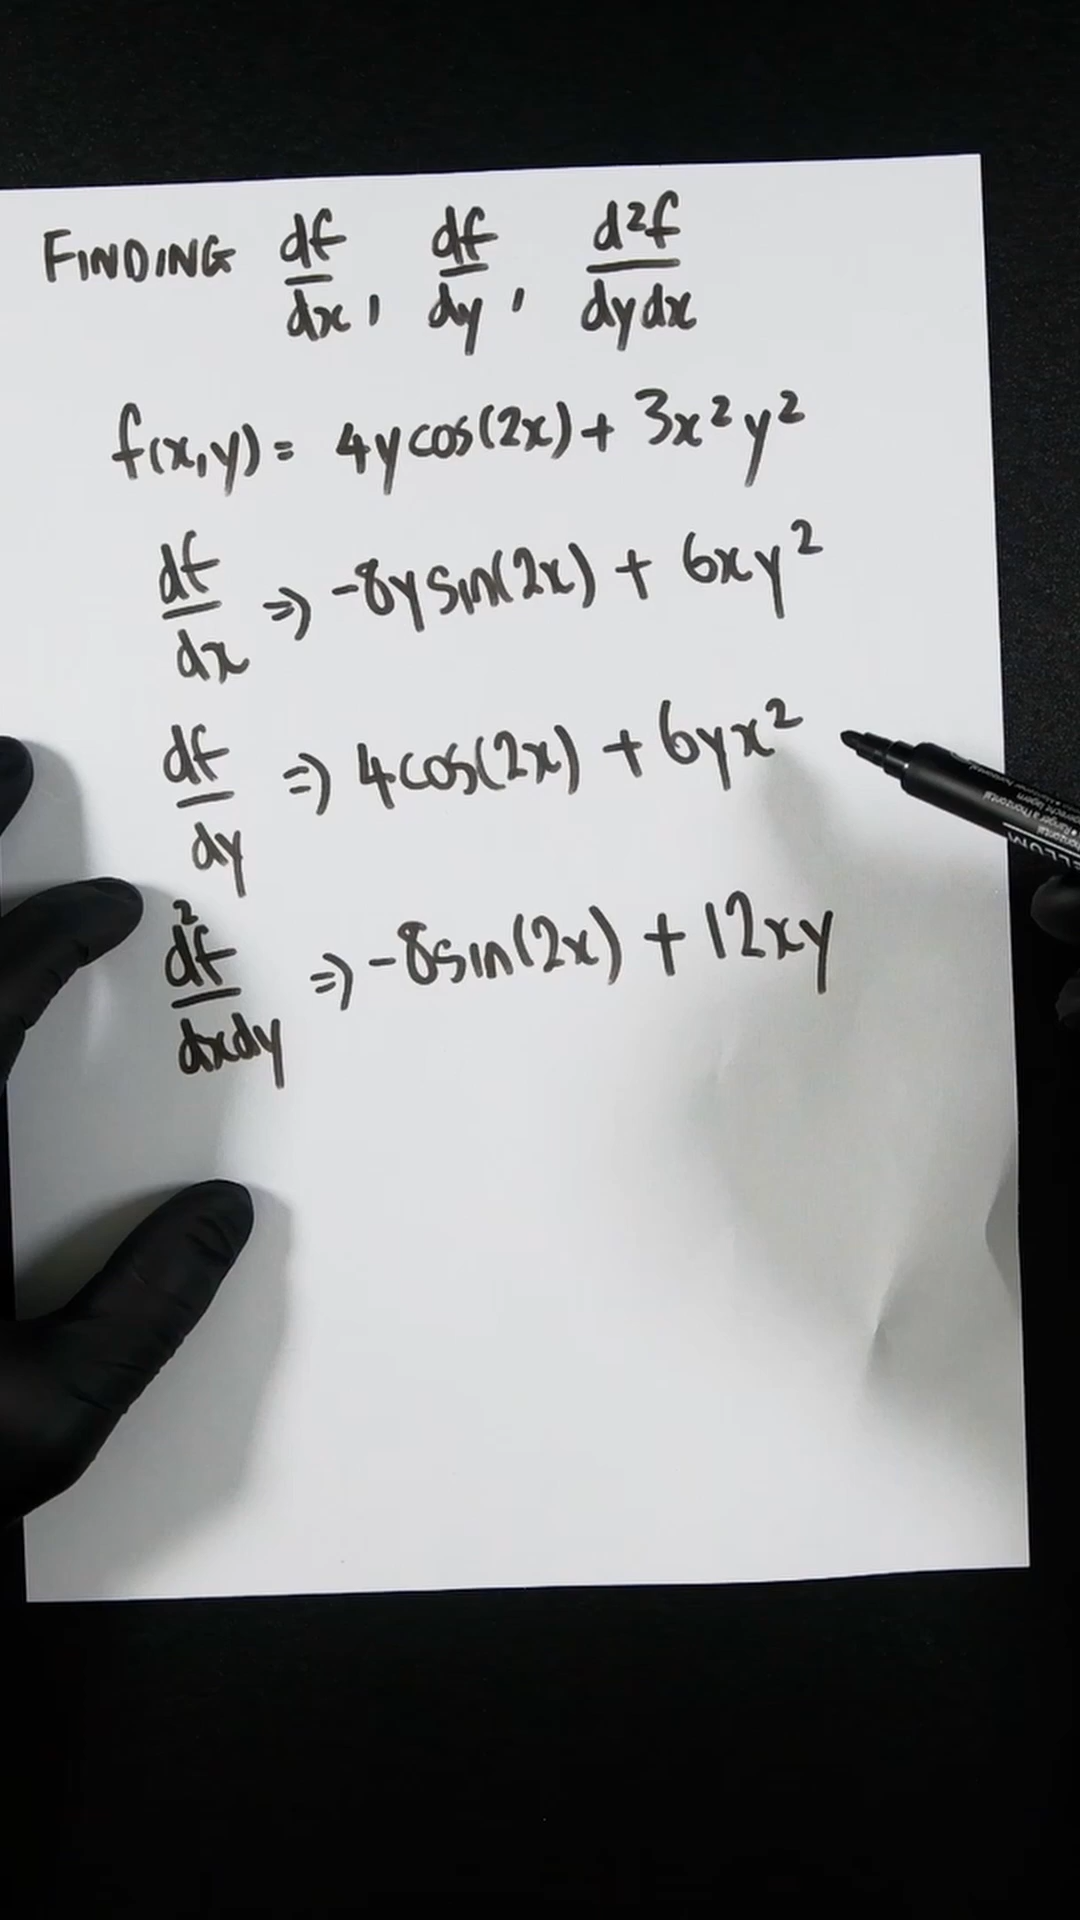 FINDING df/dx, df/dy, d²f/dydx
f(x,y)= 4ycos(2x)+ 3x²y²
df/dx ⇒ -8ysin(2x) + 6xy²
df/dy ⇒ 4cos(2x) + 6yx²
d²f/dxdy ⇒ -8sin(2x) + 12xy